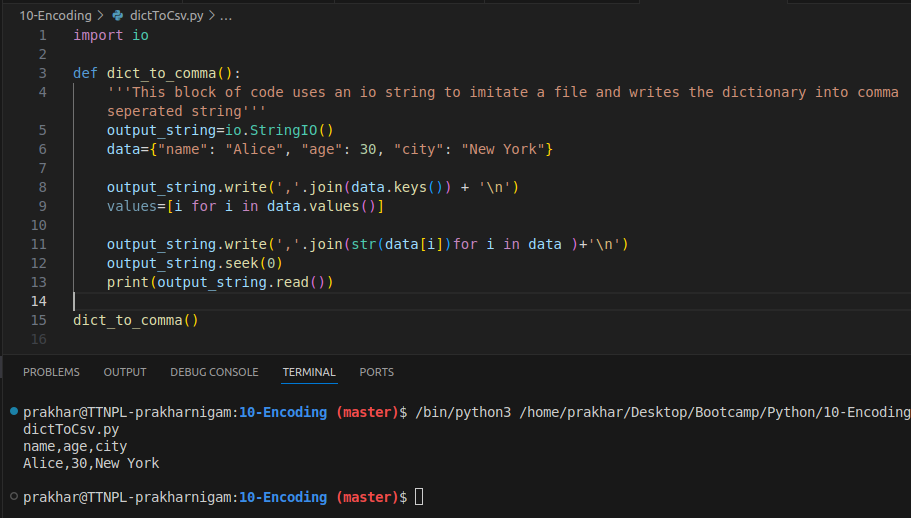 10-Encoding > dictToCsv.py > ...
1 import io
2
3 def dict_to_comma():
4     '''This block of code uses an io string to imitate a file and writes the dictionary into comma
    seperated string'''
5     output_string=io.StringIO()
6     data={"name": "Alice", "age": 30, "city": "New York"}
7
8     output_string.write(','.join(data.keys()) + '\n')
9     values=[i for i in data.values()]
10
11     output_string.write(','.join(str(data[i])for i in data )+'\n')
12     output_string.seek(0)
13     print(output_string.read())
14
15 dict_to_comma()
16
PROBLEMS OUTPUT DEBUG CONSOLE TERMINAL PORTS
prakhar@TTNPL-prakharnigam:10-Encoding (master)$ /bin/python3 /home/prakhar/Desktop/Bootcamp/Python/10-Encoding
dictToCsv.py
name,age,city
Alice,30,New York
prakhar@TTNPL-prakharnigam:10-Encoding (master)$